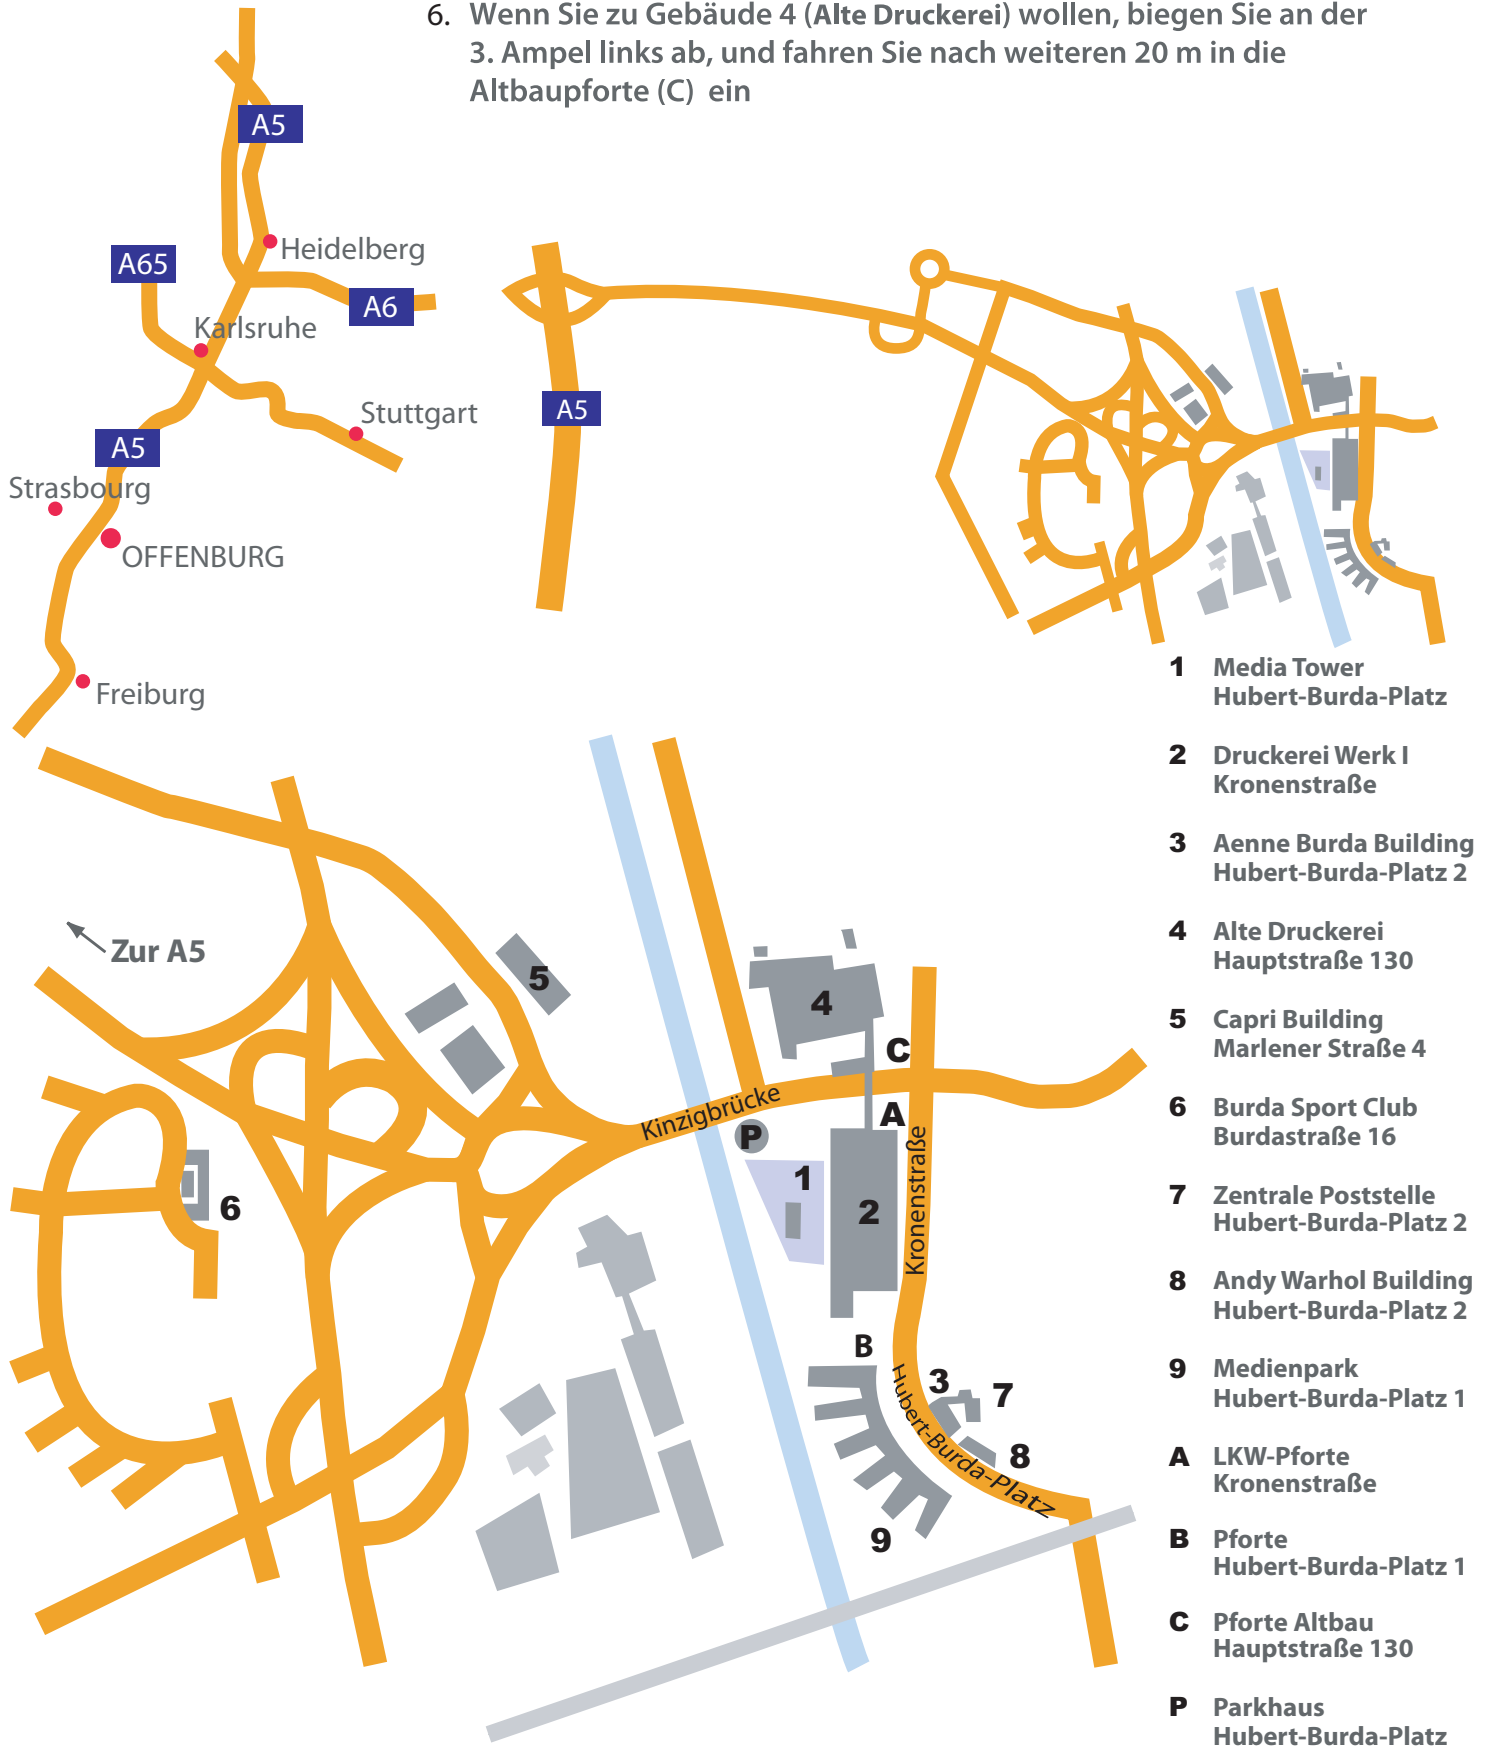 6. Wenn Sie zu Gebäude 4 (Alte Druckerei) wollen, biegen Sie an der
3. Ampel links ab, und fahren Sie nach weiteren 20 m in die
Altbaupforte (C) ein
A5
Heidelberg
A65
A6
Karlsruhe
Stuttgart
A5
Strasbourg
OFFENBURG
Freiburg
A5
Zur A5
5
4
C
Kinzigbrücke
A
P
Kronenstraße
1
2
6
B
Hubert-Burda-Platz
3
7
8
9
1 Media Tower
Hubert-Burda-Platz
2 Druckerei Werk I
Kronenstraße
3 Aenne Burda Building
Hubert-Burda-Platz 2
4 Alte Druckerei
Hauptstraße 130
5 Capri Building
Marlener Straße 4
6 Burda Sport Club
Burdastraße 16
7 Zentrale Poststelle
Hubert-Burda-Platz 2
8 Andy Warhol Building
Hubert-Burda-Platz 2
9 Medienpark
Hubert-Burda-Platz 1
A LKW-Pforte
Kronenstraße
B Pforte
Hubert-Burda-Platz 1
C Pforte Altbau
Hauptstraße 130
P Parkhaus
Hubert-Burda-Platz